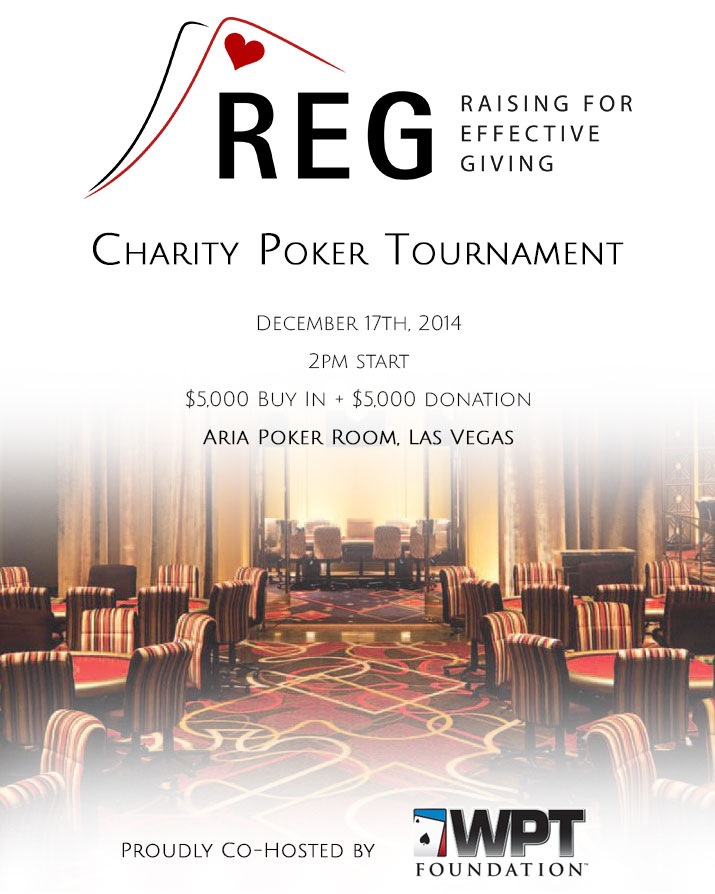 REG
RAISING FOR
EFFECTIVE
GIVING
Charity Poker Tournament
December 17th, 2014
2pm start
$5,000 Buy In + $5,000 donation
Aria Poker Room, Las Vegas
Proudly Co-Hosted by
WPT
FOUNDATION™